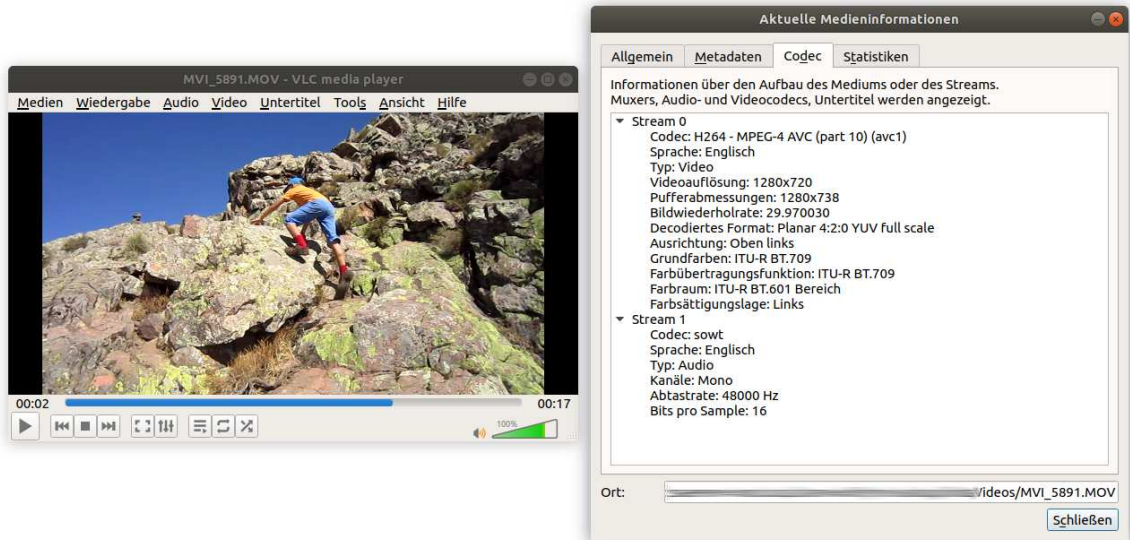 MVI_5891.MOV - VLC media player
Medien Wiedergabe Audio Video Untertitel Tools Ansicht Hilfe
00:02 00:17
100%
Aktuelle Medieninformationen
Allgemein Metadaten Codec Statistiken
Informationen über den Aufbau des Mediums oder des Streams.
Muxers, Audio- und Videocodecs, Untertitel werden angezeigt.
Stream 0
Codec: H264 - MPEG-4 AVC (part 10) (avc1)
Sprache: Englisch
Typ: Video
Videoauflösung: 1280x720
Pufferabmessungen: 1280x738
Bildwiederholrate: 29.970030
Decodiertes Format: Planar 4:2:0 YUV full scale
Ausrichtung: Oben links
Grundfarben: ITU-R BT.709
Farbübertragungsfunktion: ITU-R BT.709
Farbraum: ITU-R BT.601 Bereich
Farbsättigungslage: Links
Stream 1
Codec: sowt
Sprache: Englisch
Typ: Audio
Kanäle: Mono
Abtastrate: 48000 Hz
Bits pro Sample: 16
Ort: /MVI_5891.MOV
Schließen